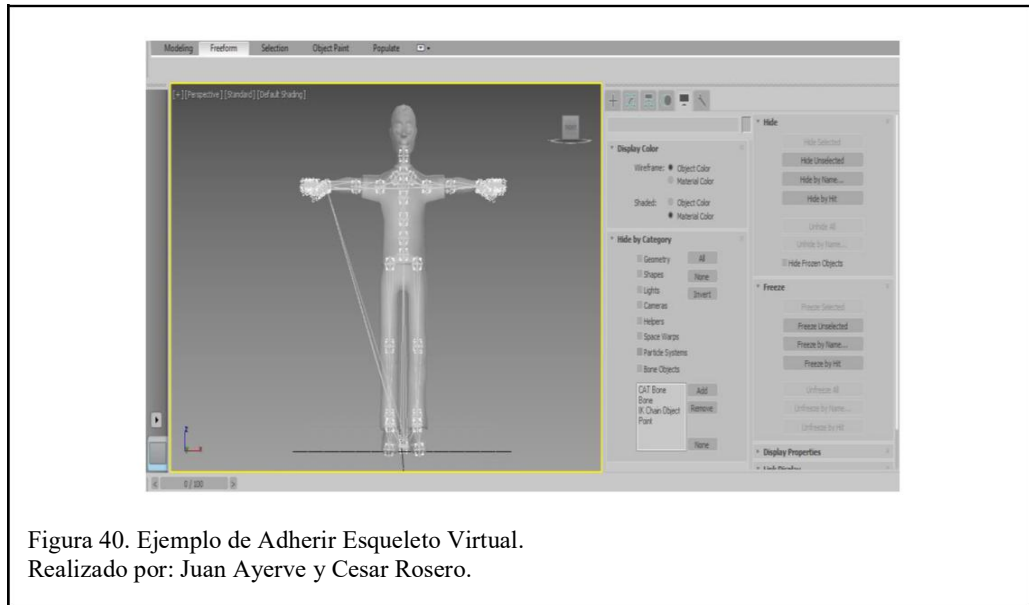 Modeling Freeform Selection Object Paint Populate
[+] [Perspective] [Standard] [Default Shading]
Display Color
Wireframe: Object Color
Material Color
Shaded: Object Color
Material Color
Hide by Category
Geometry All
Shapes None
Lights Invert
Cameras
Helpers
Space Warps
Particle Systems
Bone Objects
CAT Bone Add
Bone
IK Chain Object Remove
Point
None
Hide
Hide Selected
Hide Unselected
Hide by Name...
Hide by Hit
Unhide All
Unhide by Name...
Hide Frozen Objects
Freeze
Freeze Selected
Freeze Unselected
Freeze by Name...
Freeze by Hit
Unfreeze All
Unfreeze by Name...
Unfreeze by Hit
Display Properties
Link Display
0 / 100
Figura 40. Ejemplo de Adherir Esqueleto Virtual.
Realizado por: Juan Ayerve y Cesar Rosero.